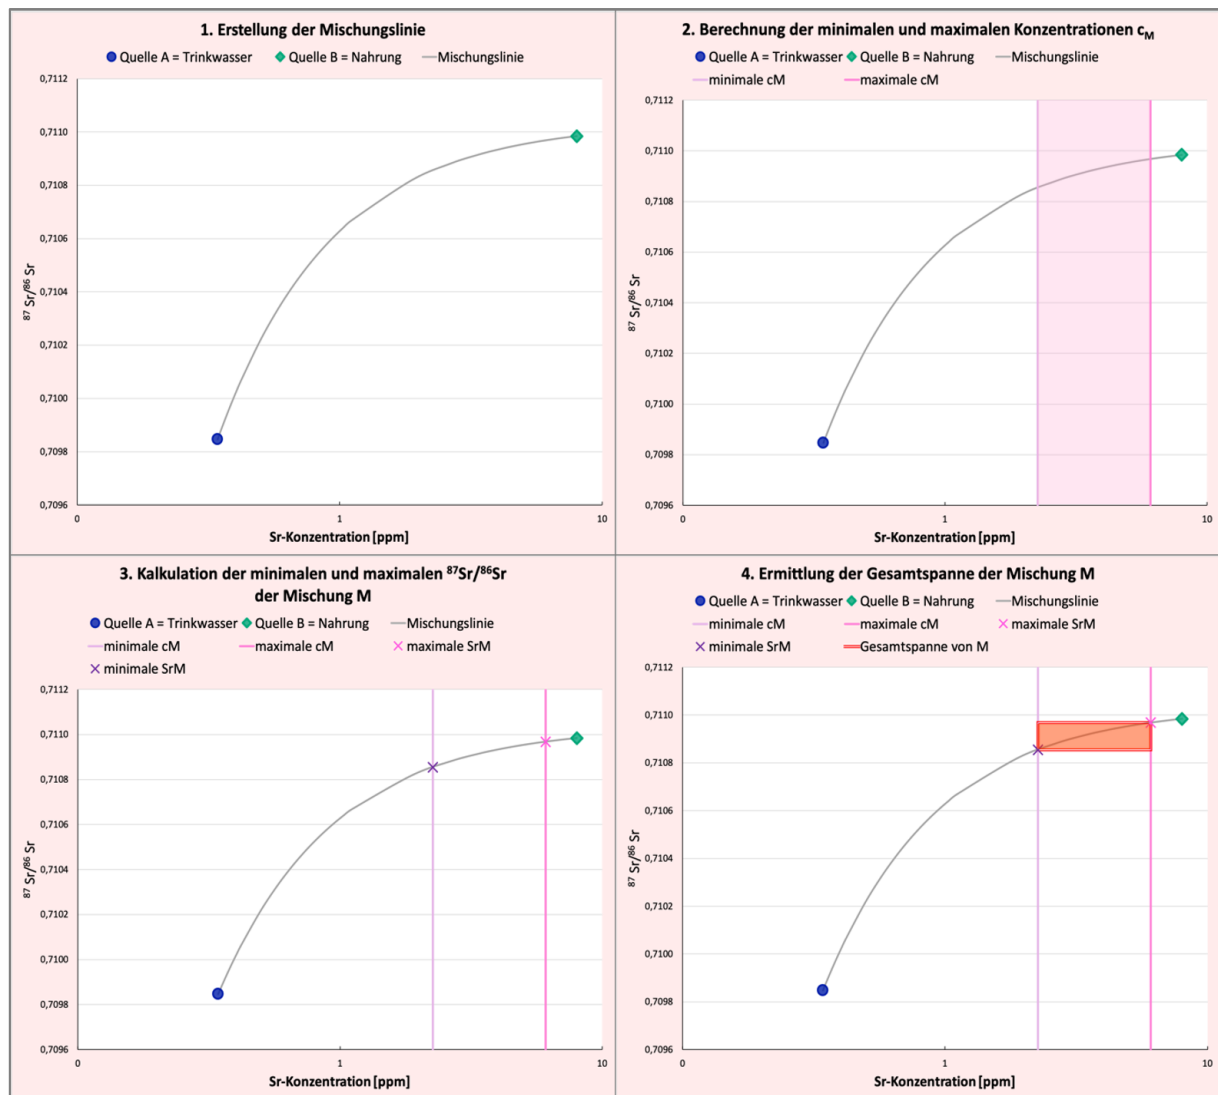 1. Erstellung der Mischungslinie
Quelle A = Trinkwasser Quelle B = Nahrung Mischungslinie
0,7112
0,7110
0,7108
0,7106
0,7104
0,7102
0,7100
0,7098
0,7096
⁸⁷ Sr/⁸⁶ Sr
0 1 10
Sr-Konzentration [ppm]
2. Berechnung der minimalen und maximalen Konzentrationen cM
Quelle A = Trinkwasser Quelle B = Nahrung Mischungslinie
minimale cM maximale cM
0,7112
0,7110
0,7108
0,7106
0,7104
0,7102
0,7100
0,7098
0,7096
⁸⁷ Sr/⁸⁶ Sr
0 1 10
Sr-Konzentration [ppm]
3. Kalkulation der minimalen und maximalen ⁸⁷Sr/⁸⁶Sr
der Mischung M
Quelle A = Trinkwasser Quelle B = Nahrung Mischungslinie
minimale cM maximale cM maximale SrM
minimale SrM
0,7112
0,7110
0,7108
0,7106
0,7104
0,7102
0,7100
0,7098
0,7096
⁸⁷ Sr/⁸⁶ Sr
0 1 10
Sr-Konzentration [ppm]
4. Ermittlung der Gesamtspanne der Mischung M
Quelle A = Trinkwasser Quelle B = Nahrung Mischungslinie
minimale cM maximale cM maximale SrM
minimale SrM Gesamtspanne von M
0,7112
0,7110
0,7108
0,7106
0,7104
0,7102
0,7100
0,7098
0,7096
⁸⁷ Sr/⁸⁶ Sr
0 1 10
Sr-Konzentration [ppm]